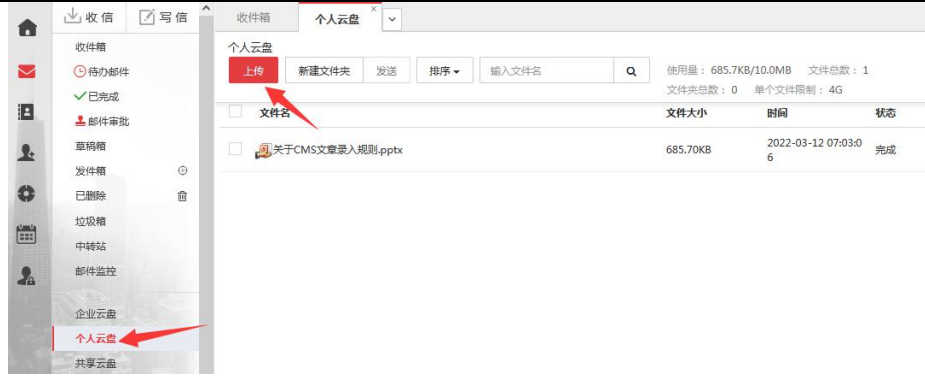 收信 写信
收件箱
待办邮件
已完成
邮件审批
草稿箱
发件箱
已删除
垃圾箱
中转站
邮件监控
企业云盘
个人云盘
共享云盘
收件箱 个人云盘 ×
个人云盘
上传 新建文件夹 发送 排序 输入文件名
使用量：685.7KB/10.0MB 文件总数：1
文件夹总数：0 单个文件限制：4G
文件名 文件大小 时间 状态
关于CMS文章录入规则.pptx 685.70KB 2022-03-12 07:03:0 完成
6